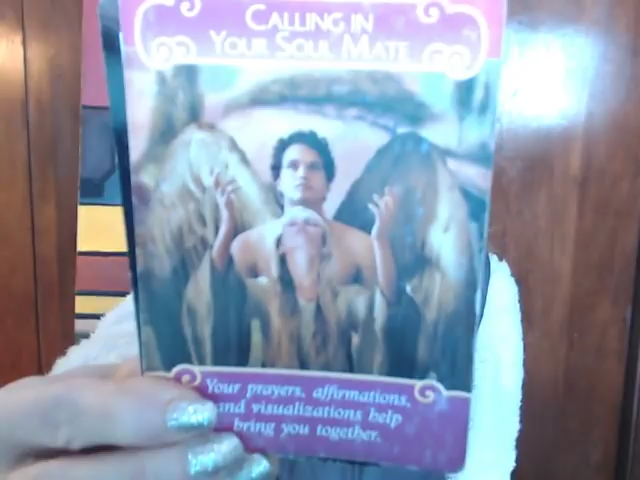 CALLING IN
YOUR SOUL MATE
Your prayers, affirmations,
and visualizations help
bring you together.